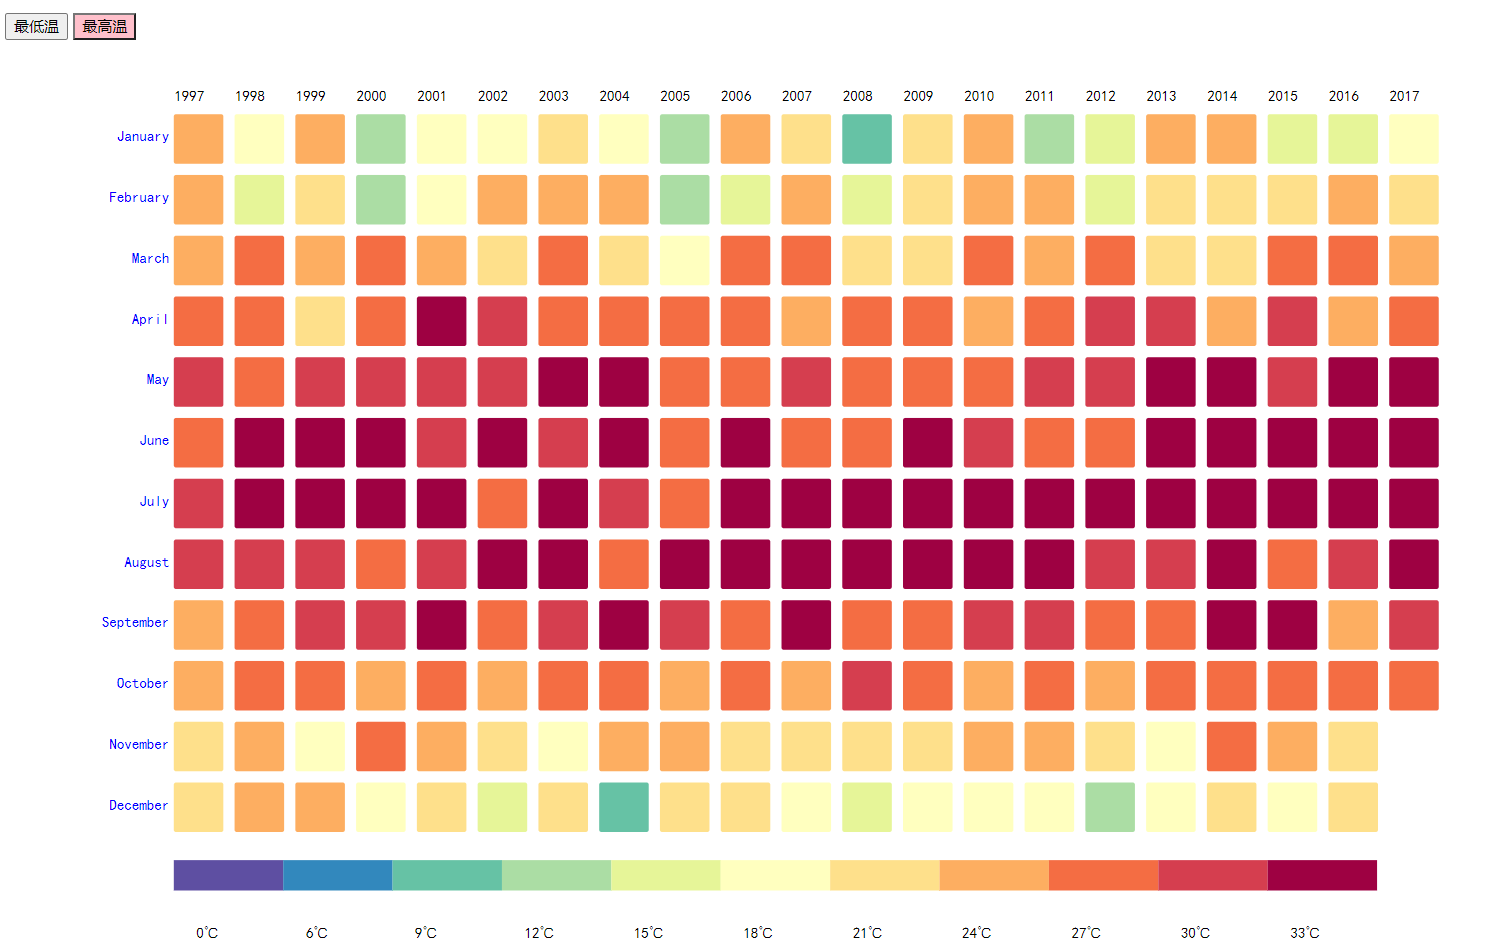 最低温 最高温
1997 1998 1999 2000 2001 2002 2003 2004 2005 2006 2007 2008 2009 2010 2011 2012 2013 2014 2015 2016 2017
January
February
March
April
May
June
July
August
September
October
November
December
0℃ 6℃ 9℃ 12℃ 15℃ 18℃ 21℃ 24℃ 27℃ 30℃ 33℃